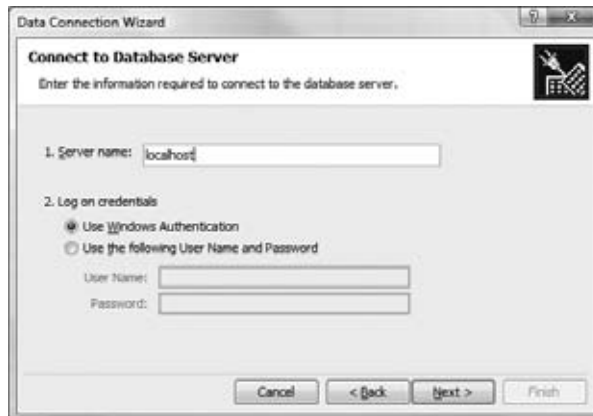 Data Connection Wizard
Connect to Database Server
Enter the information required to connect to the database server.
1. Server name: localhost
2. Log on credentials
Use Windows Authentication
Use the following User Name and Password
User Name:
Password:
Cancel < Back Next > Finish